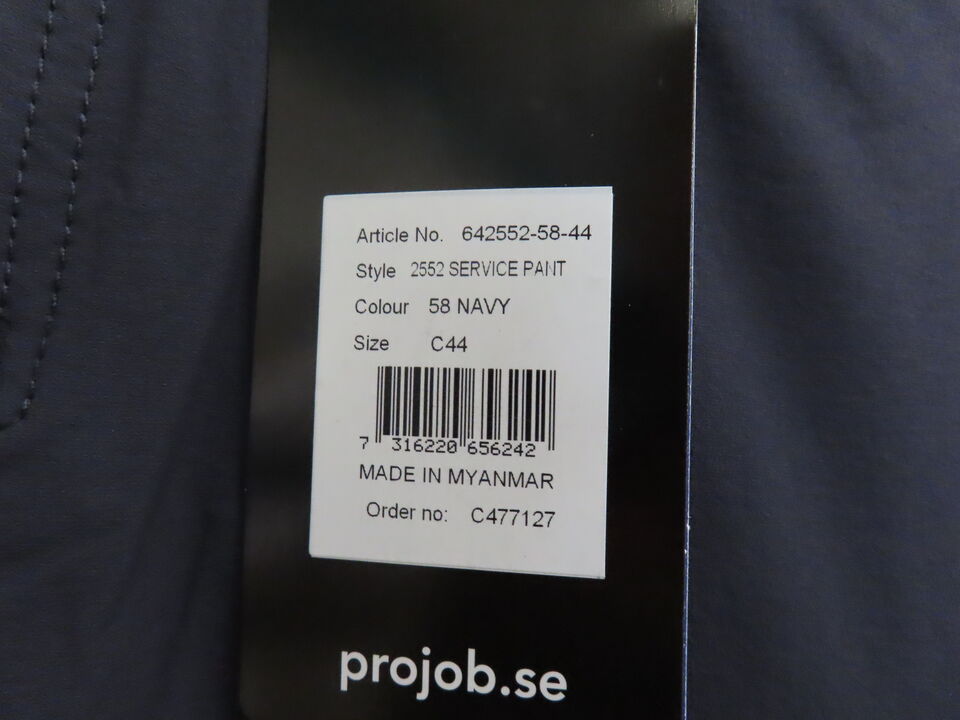 Article No. 642552-58-44
Style 2552 SERVICE PANT
Colour 58 NAVY
Size C44
7 316220 656242
MADE IN MYANMAR
Order no: C477127
projob.se